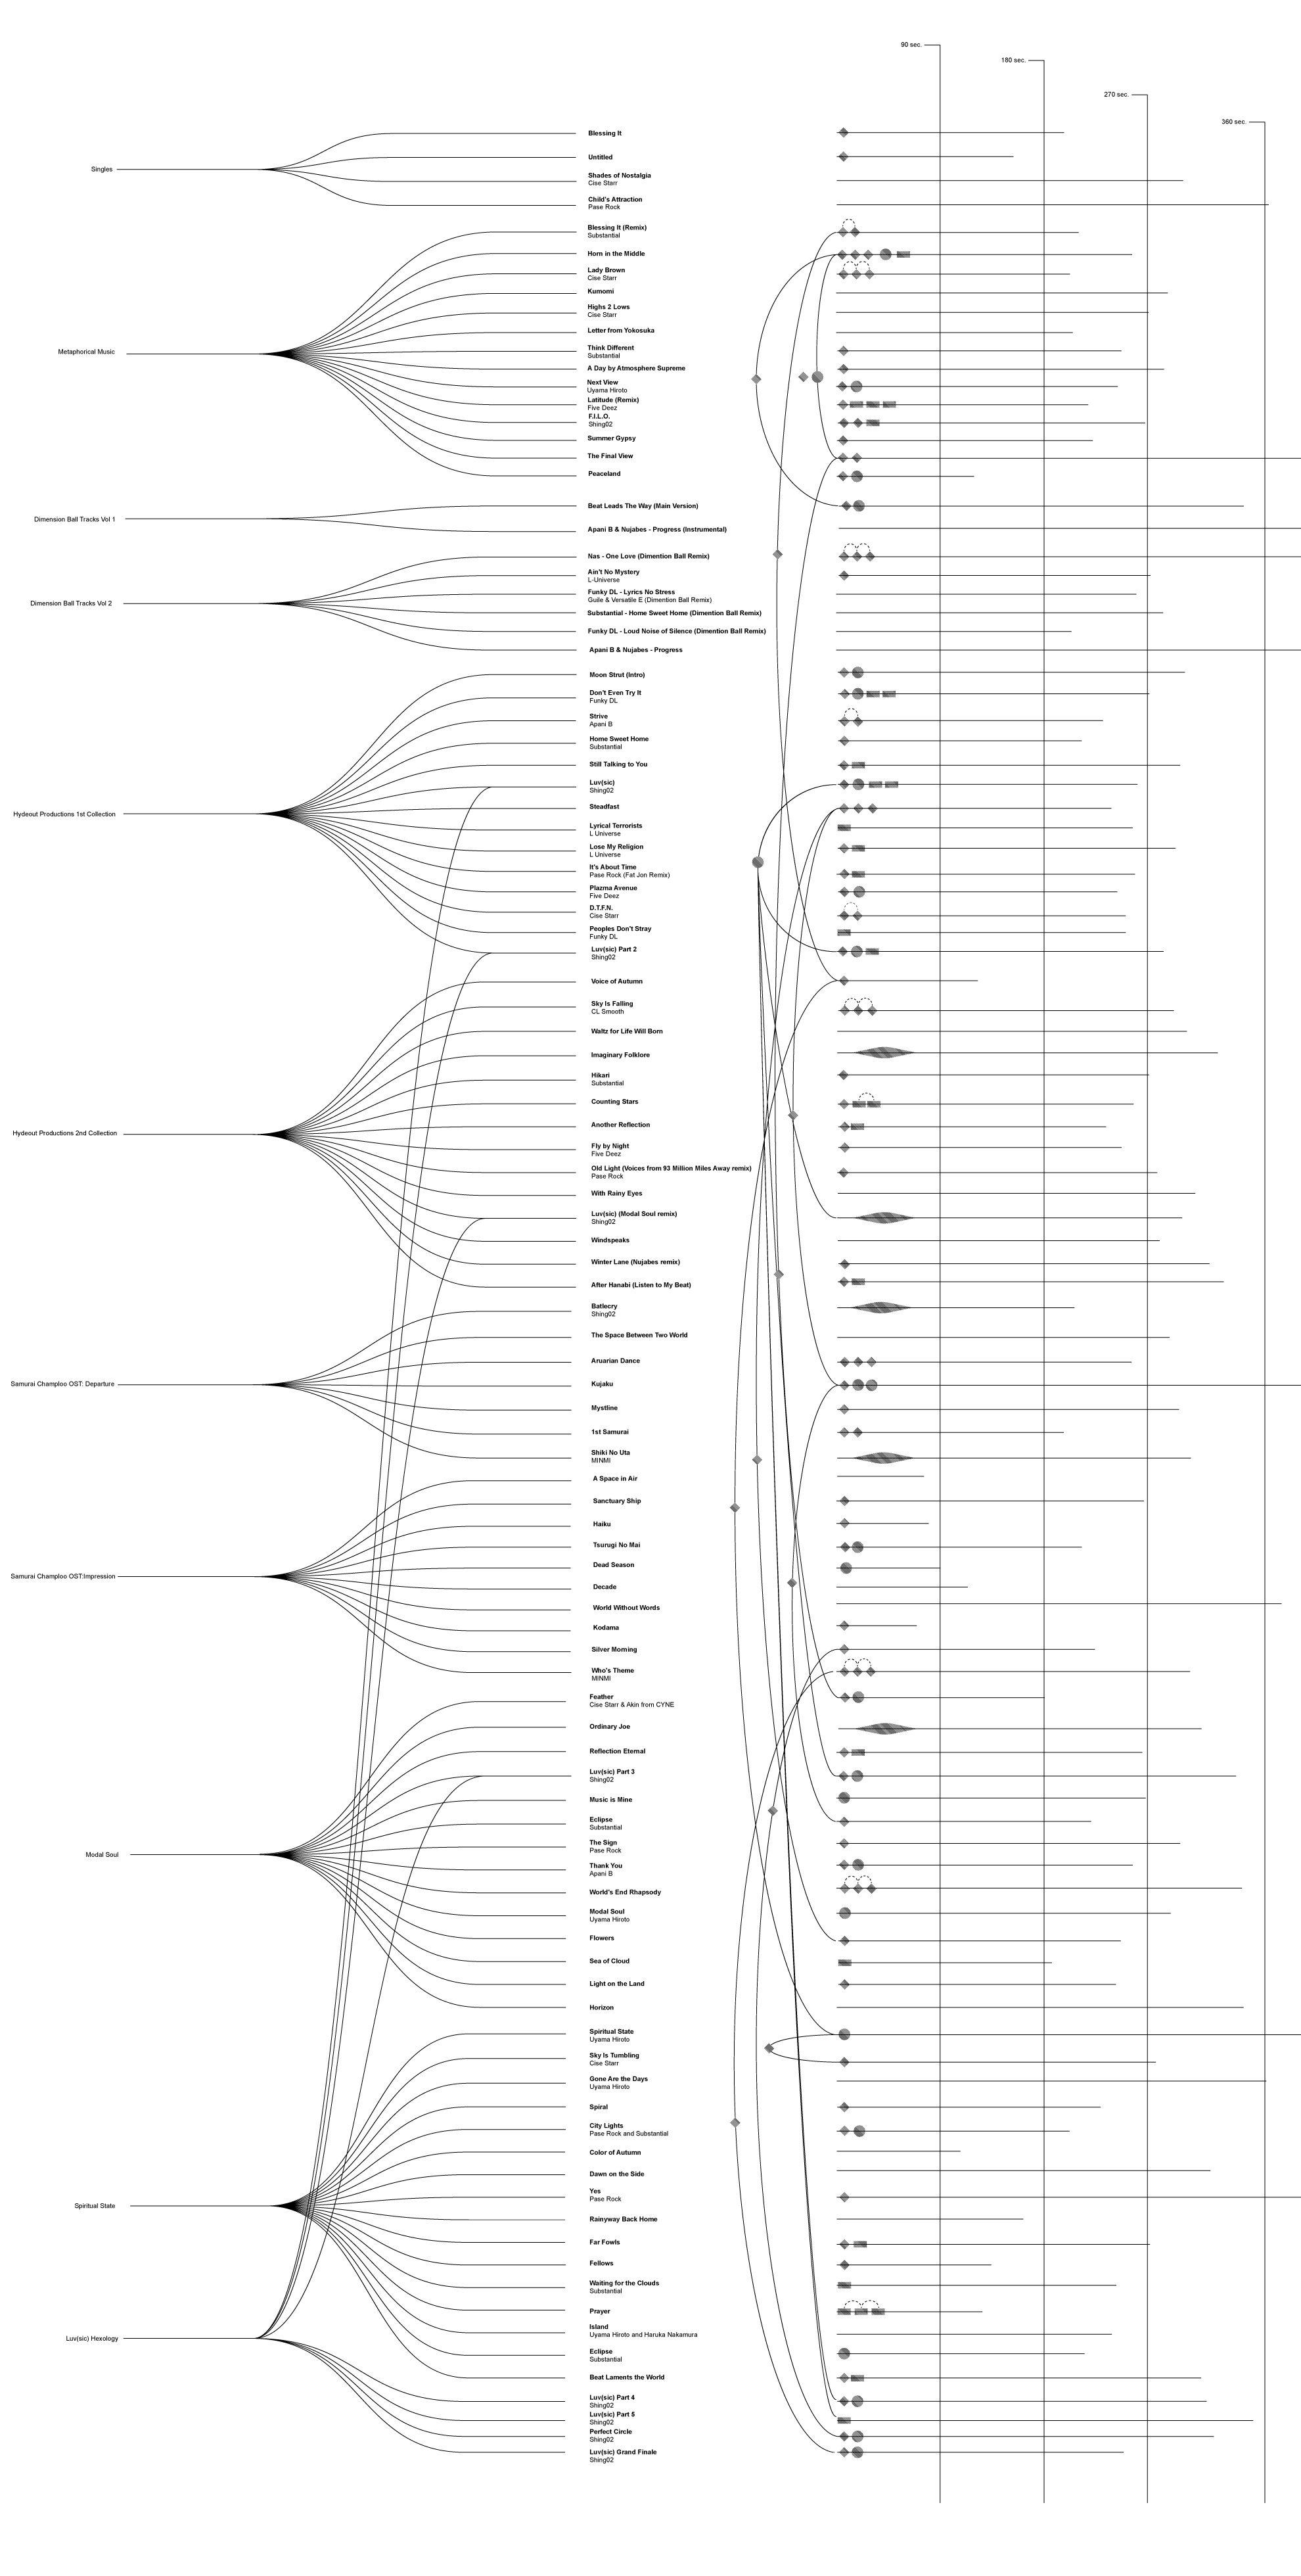 90 sec.
180 sec.
270 sec.
360 sec.
Singles
Blessing It
Untitled
Shades of Nostalgia
Cise Starr
Child's Attraction
Pase Rock
Metaphorical Music
Blessing It (Remix)
Substantial
Horn in the Middle
Lady Brown
Cise Starr
Kumomi
Highs 2 Lows
Cise Starr
Letter from Yokosuka
Think Different
Substantial
A Day by Atmosphere Supreme
Next View
Uyama Hiroto
Latitude (Remix)
Five Deez
F.I.L.O.
Shing02
Summer Gypsy
The Final View
Peaceland
Dimension Ball Tracks Vol 1
Beat Leads The Way (Main Version)
Apani B & Nujabes - Progress (Instrumental)
Dimension Ball Tracks Vol 2
Nas - One Love (Dimention Ball Remix)
Ain't No Mystery
L-Universe
Funky DL - Lyrics No Stress
Guile & Versatile E (Dimention Ball Remix)
Substantial - Home Sweet Home (Dimention Ball Remix)
Funky DL - Loud Noise of Silence (Dimention Ball Remix)
Apani B & Nujabes - Progress
Hydeout Productions 1st Collection
Moon Strut (Intro)
Don't Even Try It
Funky DL
Strive
Apani B
Home Sweet Home
Substantial
Still Talking to You
Luv(sic)
Shing02
Steadfast
Lyrical Terrorists
L Universe
Lose My Religion
L Universe
It's About Time
Pase Rock (Fat Jon Remix)
Plazma Avenue
Five Deez
D.T.F.N.
Cise Starr
Peoples Don't Stray
Funky DL
Luv(sic) Part 2
Shing02
Hydeout Productions 2nd Collection
Voice of Autumn
Sky Is Falling
CL Smooth
Waltz for Life Will Born
Imaginary Folklore
Hikari
Substantial
Counting Stars
Another Reflection
Fly by Night
Five Deez
Old Light (Voices from 93 Million Miles Away remix)
Pase Rock
With Rainy Eyes
Luv(sic) (Modal Soul remix)
Shing02
Windspeaks
Winter Lane (Nujabes remix)
After Hanabi (Listen to My Beat)
Samurai Champloo OST: Departure
Batlecry
Shing02
The Space Between Two World
Aruarian Dance
Kujaku
Mystline
1st Samurai
Shiki No Uta
MINMI
Samurai Champloo OST:Impression
A Space in Air
Sanctuary Ship
Haiku
Tsurugi No Mai
Dead Season
Decade
World Without Words
Kodama
Silver Morning
Who's Theme
MINMI
Modal Soul
Feather
Cise Starr & Akin from CYNE
Ordinary Joe
Reflection Eternal
Luv(sic) Part 3
Shing02
Music is Mine
Eclipse
Substantial
The Sign
Pase Rock
Thank You
Apani B
World's End Rhapsody
Modal Soul
Uyama Hiroto
Flowers
Sea of Cloud
Light on the Land
Horizon
Spiritual State
Spiritual State
Uyama Hiroto
Sky Is Tumbling
Cise Starr
Gone Are the Days
Uyama Hiroto
Spiral
City Lights
Pase Rock and Substantial
Color of Autumn
Dawn on the Side
Yes
Pase Rock
Rainyway Back Home
Far Fowls
Fellows
Waiting for the Clouds
Substantial
Prayer
Island
Uyama Hiroto and Haruka Nakamura
Eclipse
Substantial
Beat Laments the World
Luv(sic) Hexology
Luv(sic) Part 4
Shing02
Luv(sic) Part 5
Shing02
Perfect Circle
Shing02
Luv(sic) Grand Finale
Shing02